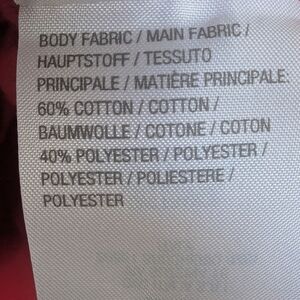 BODY FABRIC / MAIN FABRIC /
HAUPTSTOFF / TESSUTO
PRINCIPALE / MATIÈRE PRINCIPALE:
60% COTTON / COTTON /
BAUMWOLLE / COTONE / COTON
40% POLYESTER / POLYESTER /
POLYESTER / POLIESTERE /
POLYESTER